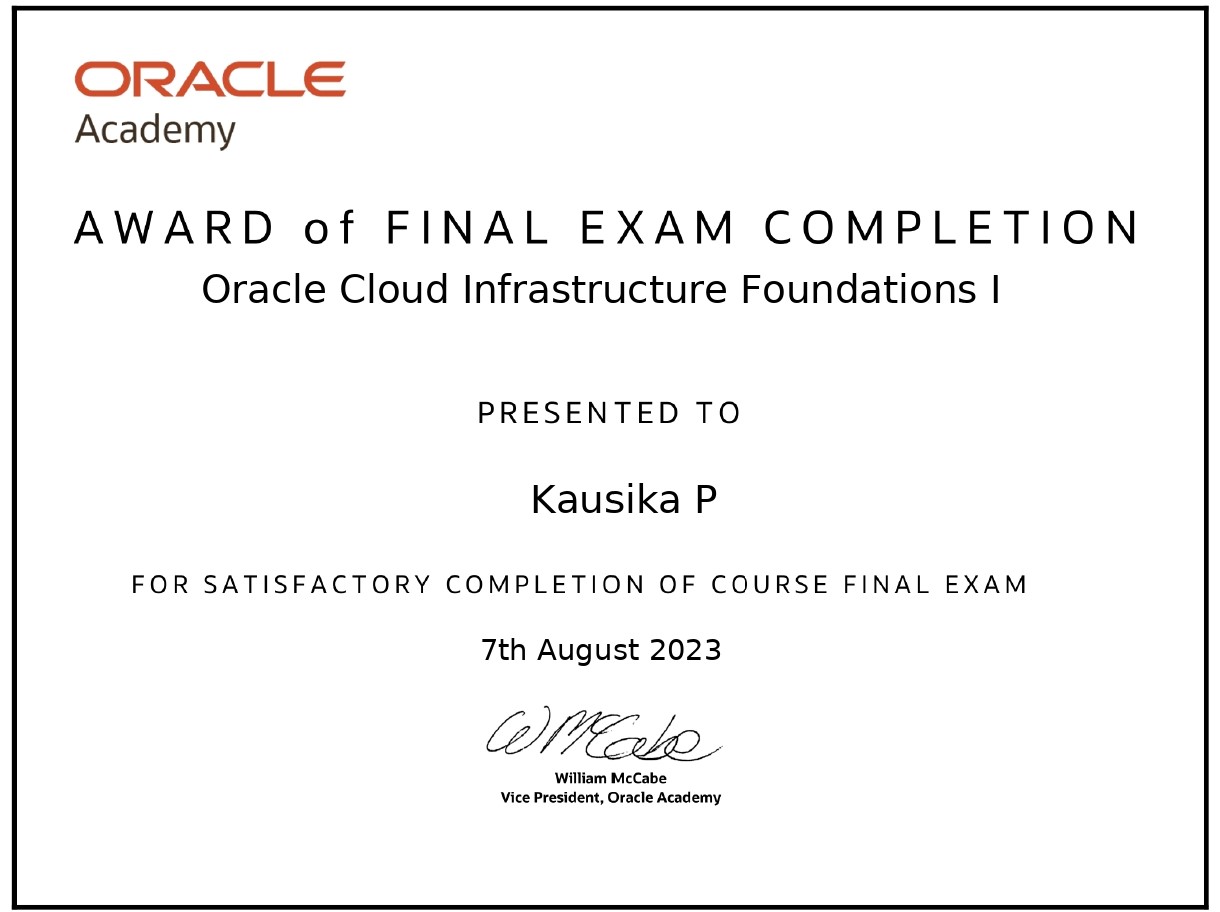 ORACLE
Academy
AWARD of FINAL EXAM COMPLETION
Oracle Cloud Infrastructure Foundations I
PRESENTED TO
Kausika P
FOR SATISFACTORY COMPLETION OF COURSE FINAL EXAM
7th August 2023
W McCabe
William McCabe
Vice President, Oracle Academy